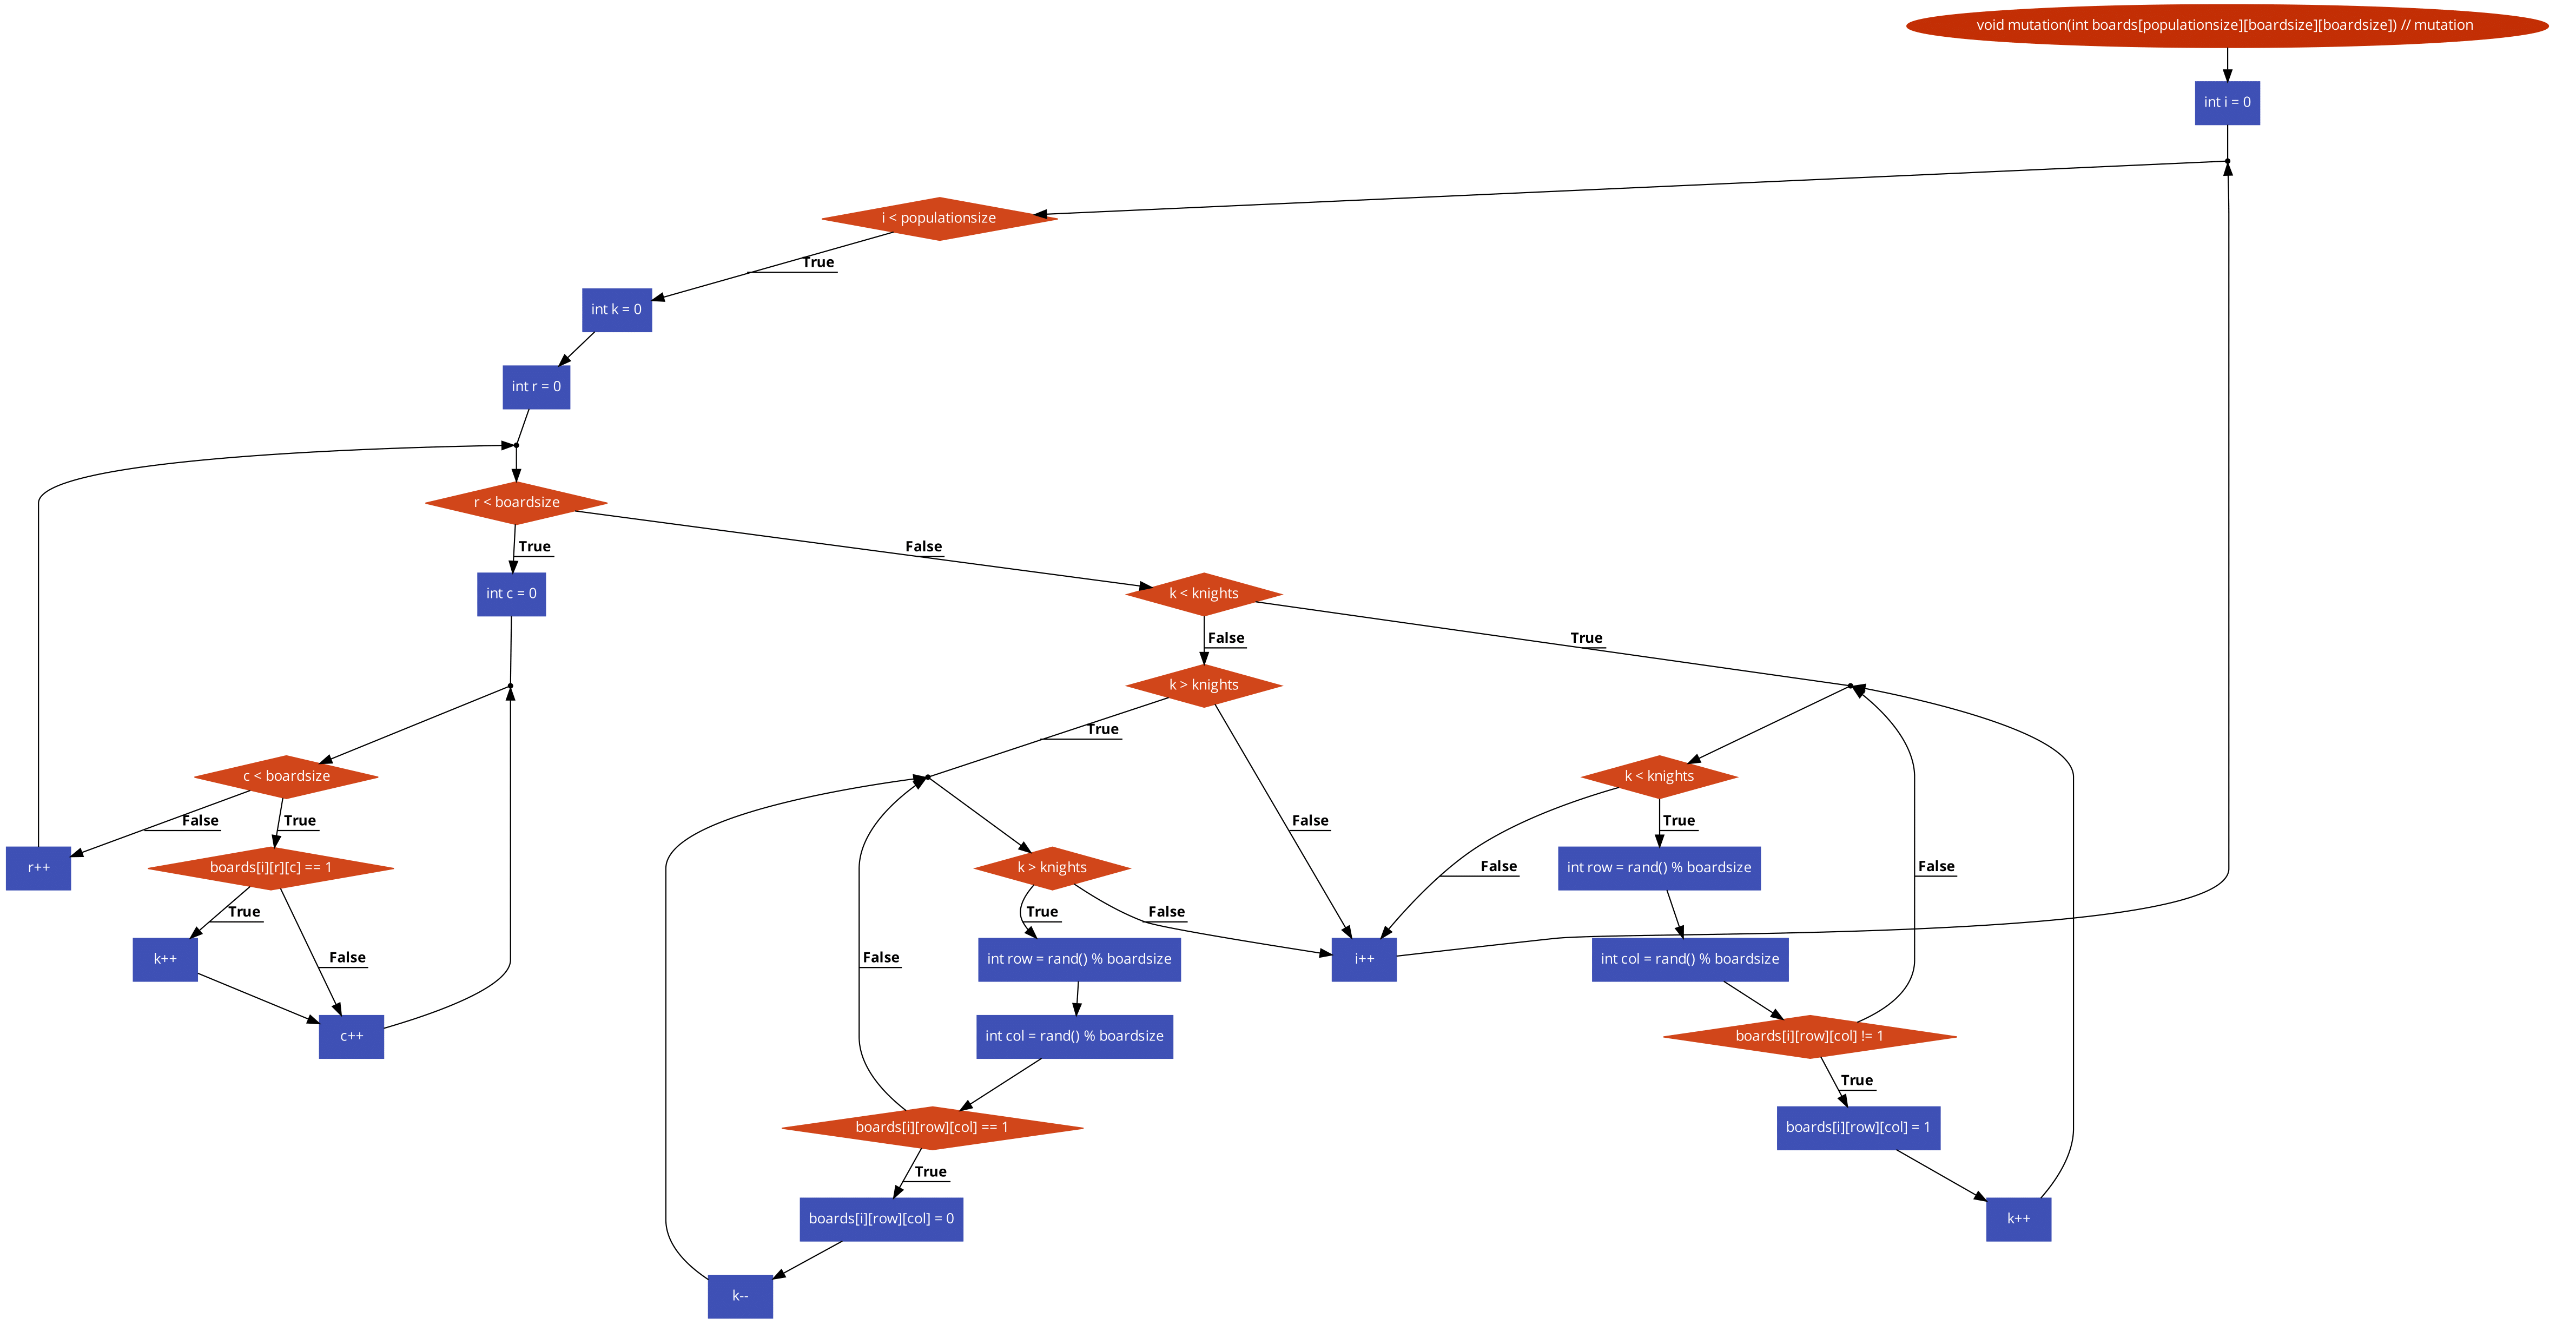 void mutation(int boards[populationsize][boardsize][boardsize]) // mutation
int i = 0
i < populationsize
True
int k = 0
int r = 0
r < boardsize
True
False
int c = 0
k < knights
False
True
k > knights
True
False
c < boardsize
False
True
k < knights
False
True
r++
boards[i][r][c] == 1
True
False
k > knights
True
False
int row = rand() % boardsize
False
k++
False
int row = rand() % boardsize
i++
int col = rand() % boardsize
c++
int col = rand() % boardsize
boards[i][row][col] != 1
True
boards[i][row][col] == 1
True
boards[i][row][col] = 1
boards[i][row][col] = 0
k++
k--